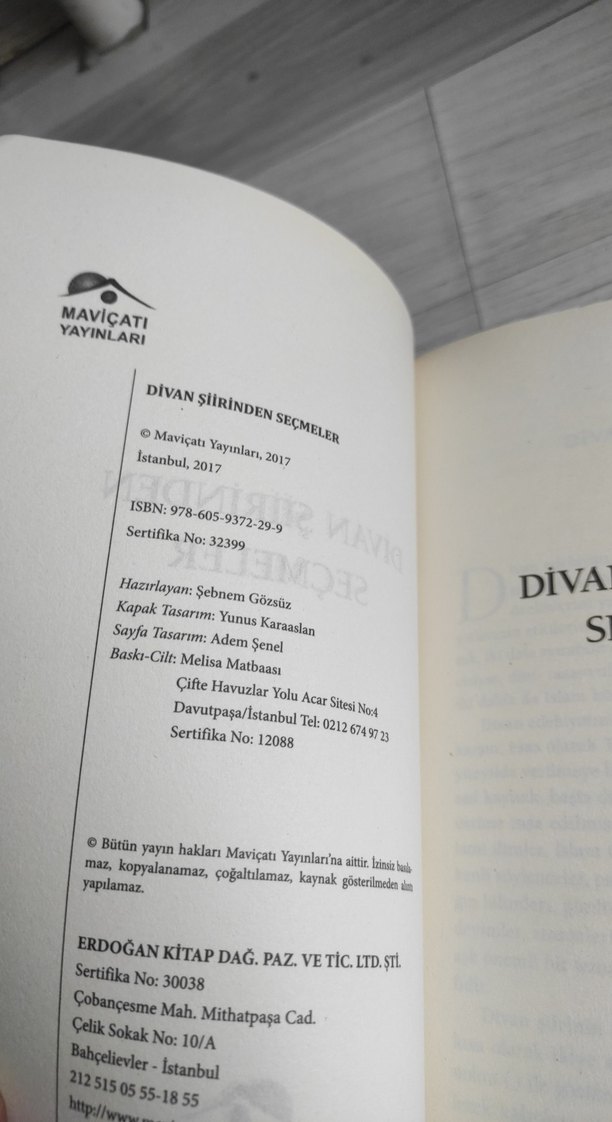 MAVİÇATI
YAYINLARI
DİVAN ŞİİRİNDEN SEÇMELER
© Maviçatı Yayınları, 2017
İstanbul, 2017
ISBN: 978-605-9372-29-9
Sertifika No: 32399
Hazırlayan: Şebnem Gözsüz
Kapak Tasarım: Yunus Karaaslan
Sayfa Tasarım: Adem Şenel
Baskı-Cilt: Melisa Matbaası
Çifte Havuzlar Yolu Acar Sitesi No:4
Davutpaşa/İstanbul Tel: 0212 674 97 23
Sertifika No: 12088
© Bütün yayın hakları Maviçatı Yayınları'na aittir. İzinsiz basıla-
maz, kopyalanamaz, çoğaltılamaz, kaynak gösterilmeden alıntı
yapılamaz.
ERDOĞAN KİTAP DAĞ. PAZ. VE TİC. LTD. ŞTİ.
Sertifika No: 30038
Çobançesme Mah. Mithatpaşa Cad.
Çelik Sokak No: 10/A
Bahçelievler - İstanbul
212 515 05 55-18 55
DİVA
SE